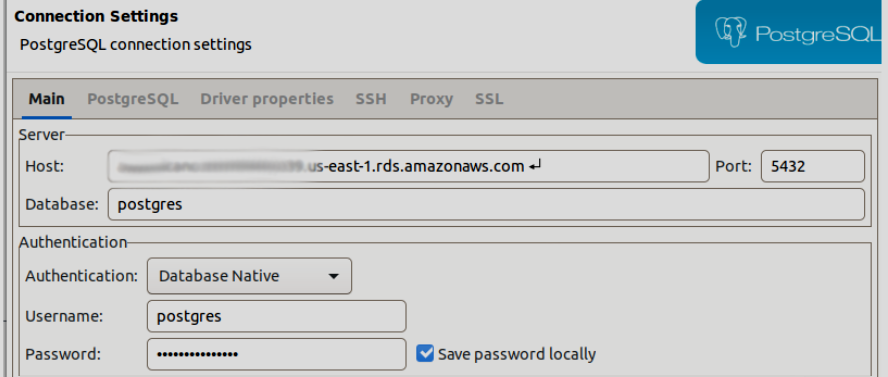 Connection Settings
PostgreSQL connection settings
PostgreSQL
Main PostgreSQL Driver properties SSH Proxy SSL
Server
Host: .us-east-1.rds.amazonaws.com ↵ Port: 5432
Database: postgres
Authentication
Authentication: Database Native
Username: postgres
Password: ••••••••••••••• Save password locally